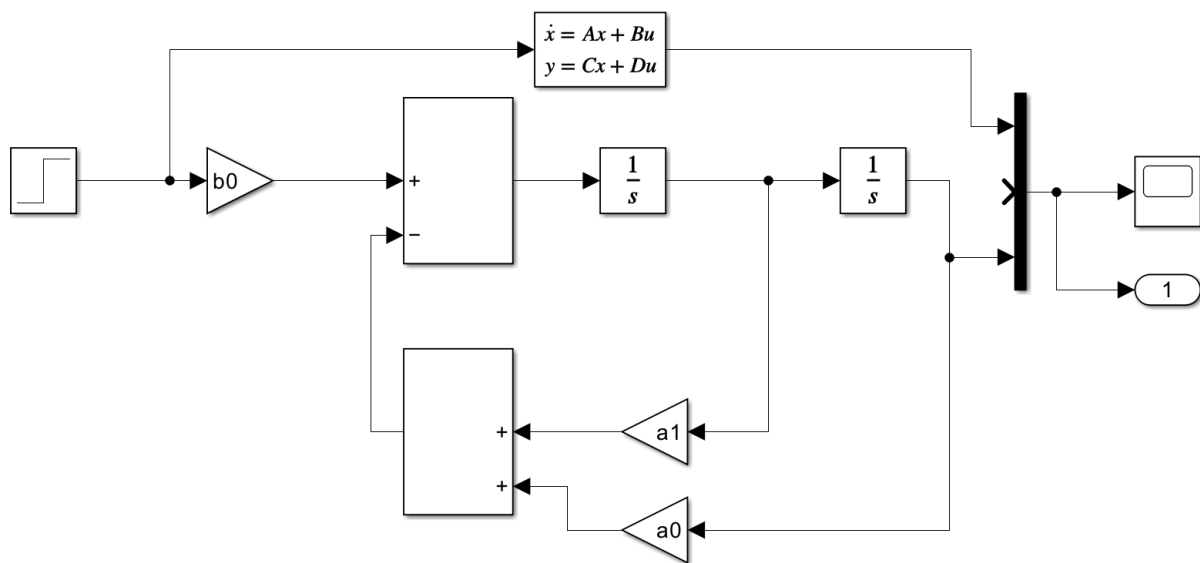 ẋ = Ax + Bu
y = Cx + Du
b0
+
−
1
s
1
s
1
+
a1
+
a0